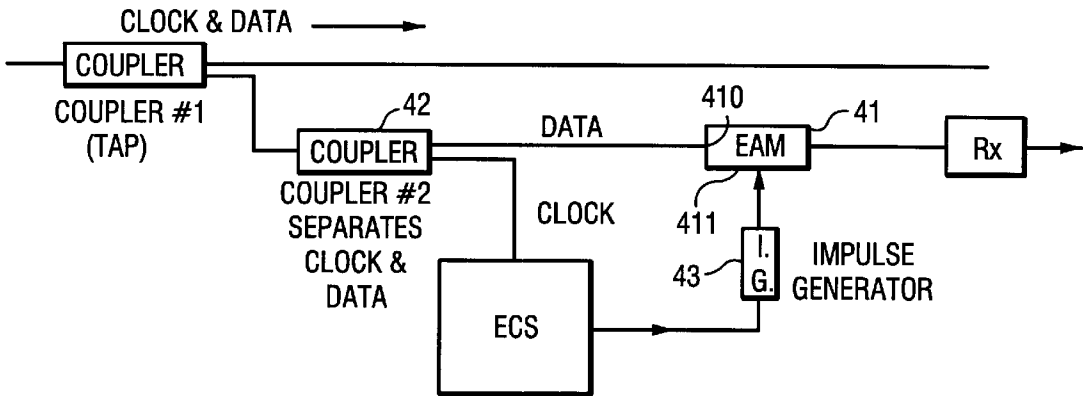 CLOCK & DATA
COUPLER
COUPLER #1
(TAP)
42
COUPLER
COUPLER #2
SEPARATES
CLOCK &
DATA
DATA
CLOCK
410
41
EAM
411
Rx
43
I.
G.
IMPULSE
GENERATOR
ECS